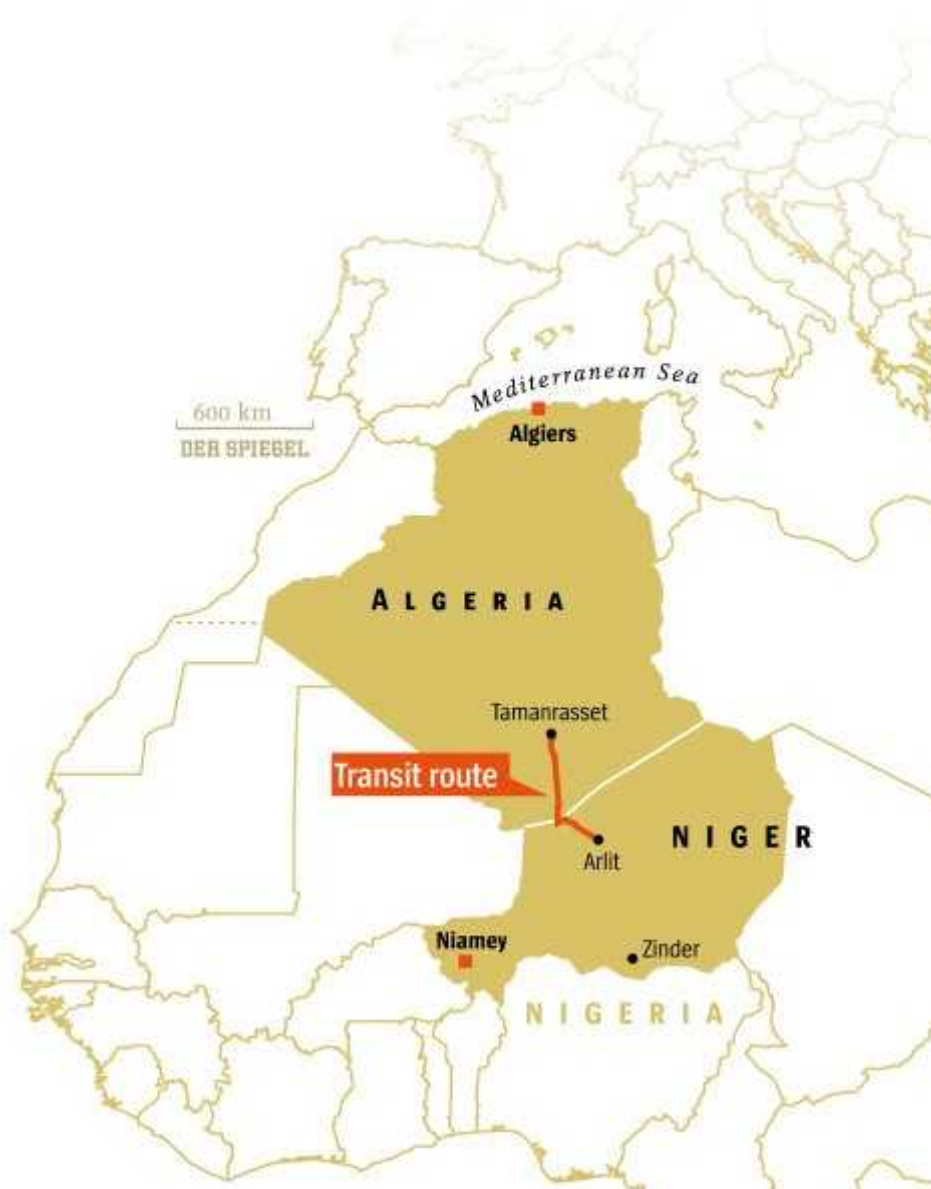 Mediterranean Sea
600 km
DER SPIEGEL
Algiers
ALGERIA
Tamanrasset
Transit route
NIGER
Arlit
Niamey
Zinder
NIGERIA